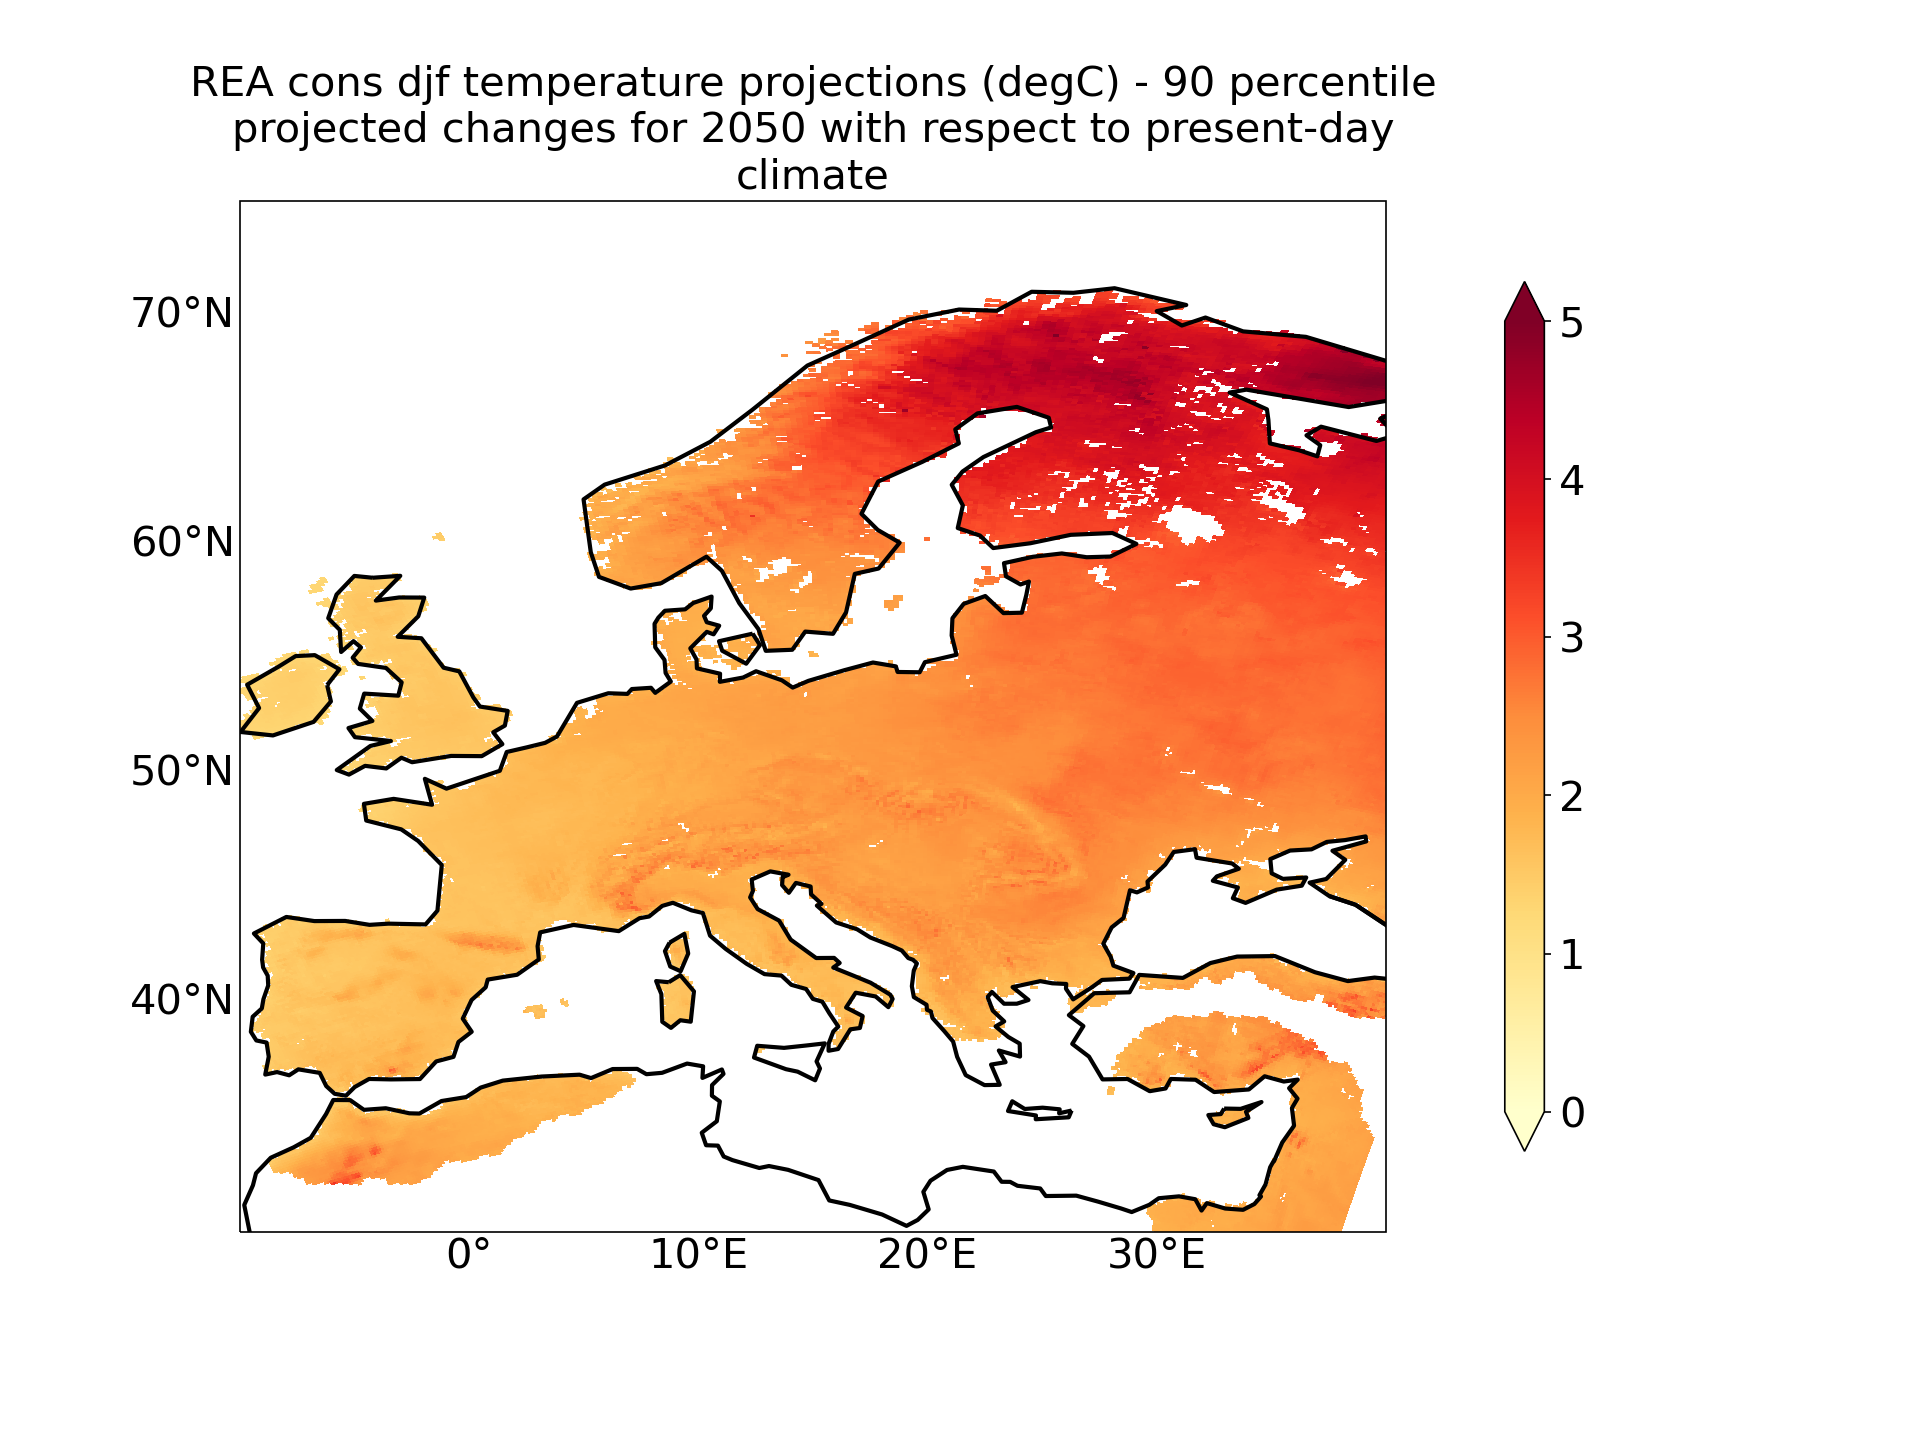 REA cons djf temperature projections (degC) - 90 percentile
projected changes for 2050 with respect to present-day
climate
70°N
60°N
50°N
40°N
0°
10°E
20°E
30°E
5
4
3
2
1
0